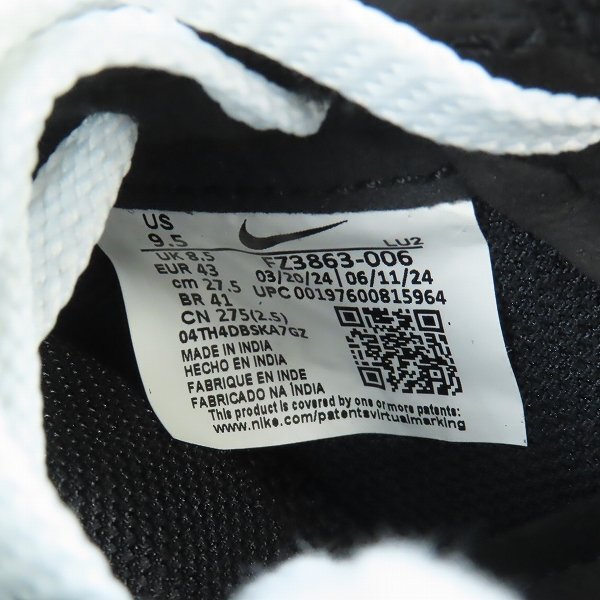 US
9.5
LU2
UK 8.5 FZ3863-006
EUR 43 03/20/24 | 06/11/24
cm 27.5 UPC 00197600815964
BR 41
CN 275(2.5)
04TH4DBSKA7GZ
MADE IN INDIA
HECHO EN INDIA
FABRIQUE EN INDE
FABRICADO NA ÍNDIA
This product is covered by one or more patents:
www.nike.com/patentsvirtualmarking